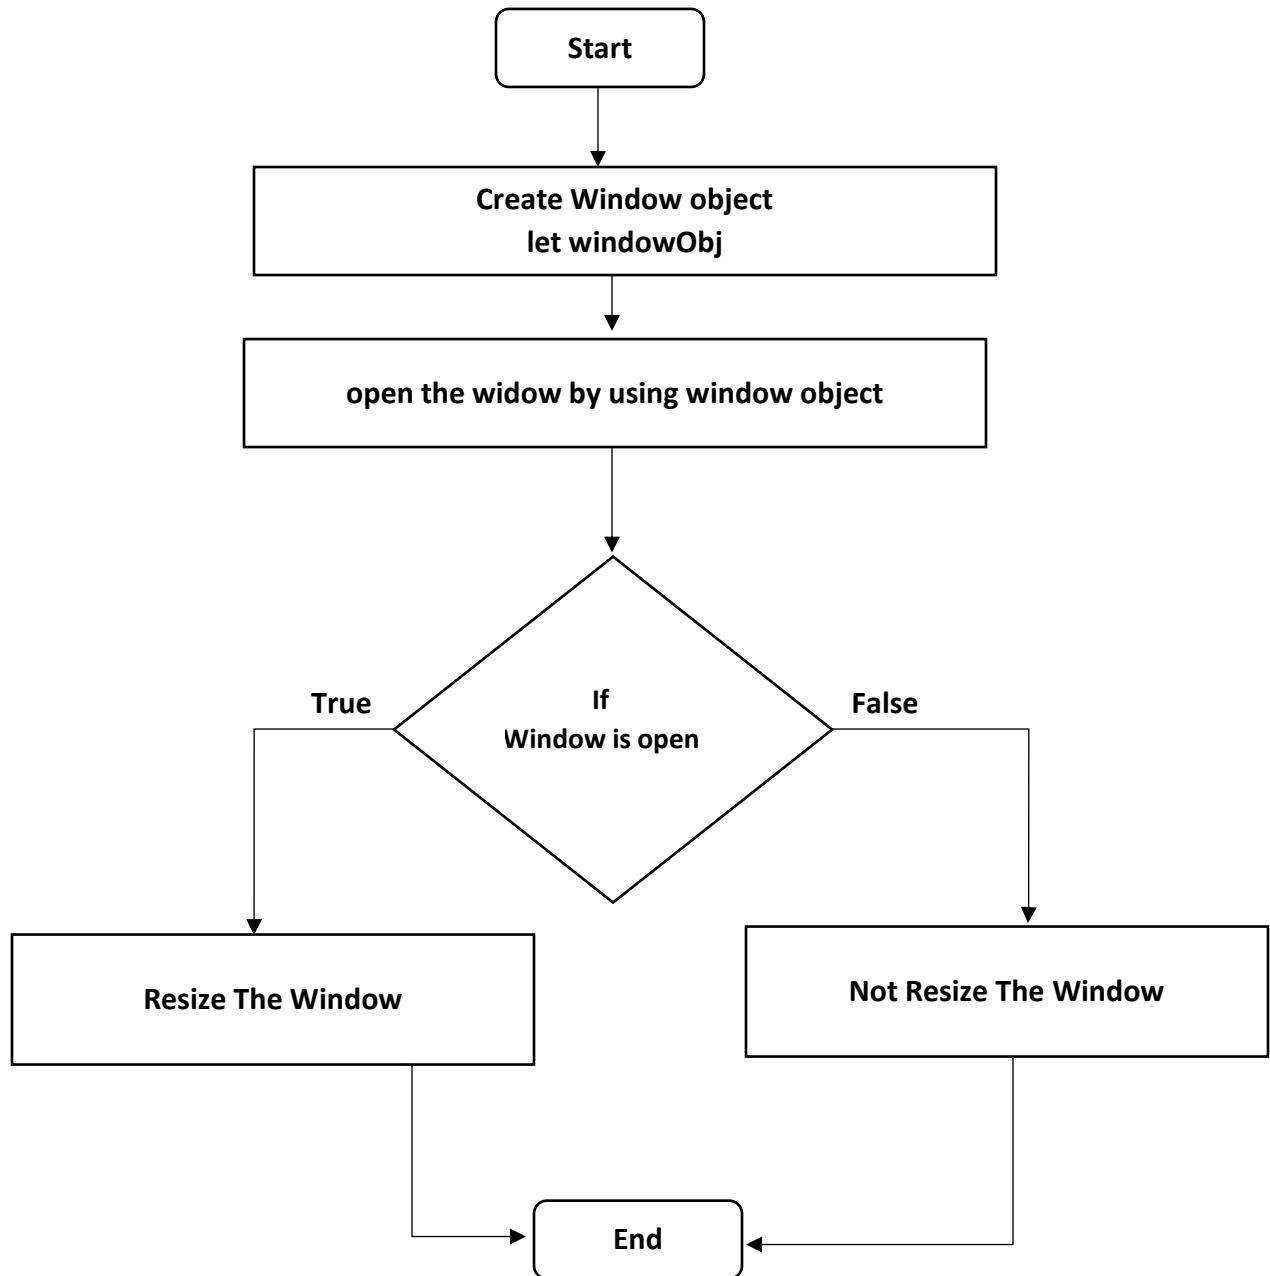 Start
Create Window object
let windowObj
open the widow by using window object
If
Window is open
True
False
Resize The Window
Not Resize The Window
End